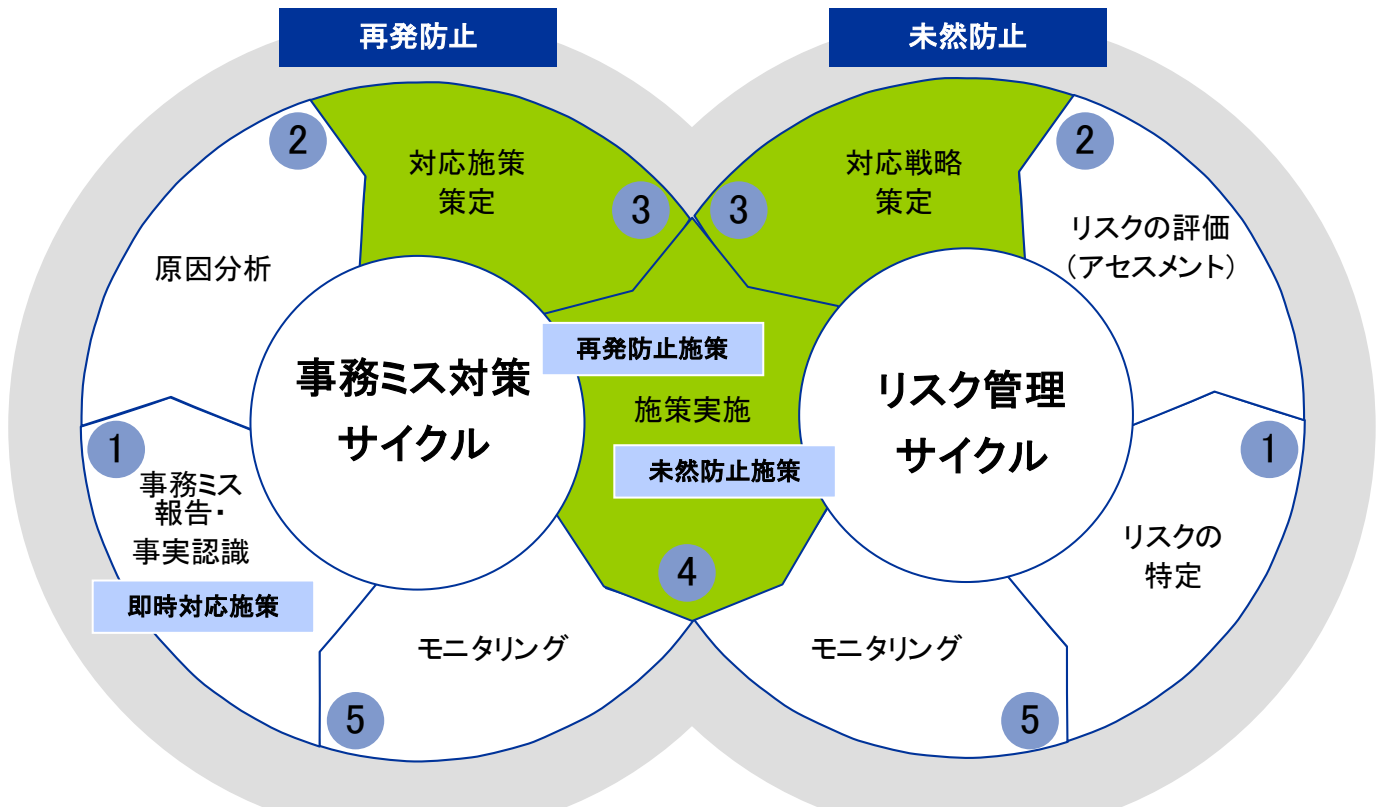 再発防止
未然防止
2
対応施策
策定
3
3
対応戦略
策定
2
リスクの評価
(アセスメント)
原因分析
事務ミス対策
サイクル
再発防止施策
施策実施
未然防止施策
リスク管理
サイクル
1
事務ミス
報告・
事実認識
即時対応施策
4
1
リスクの
特定
モニタリング
5
モニタリング
5